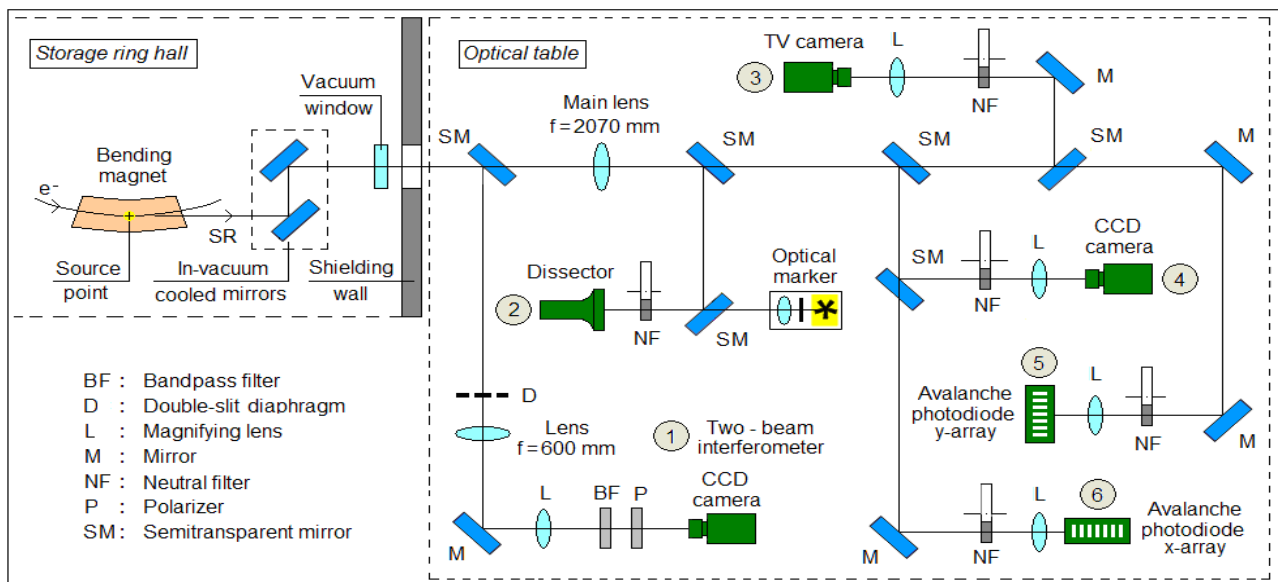 Storage ring hall
Vacuum
window
Bending
magnet
e-
SR
Source
point
In-vacuum
cooled mirrors
Shielding
wall
BF : Bandpass filter
D : Double-slit diaphragm
L : Magnifying lens
M : Mirror
NF : Neutral filter
P : Polarizer
SM : Semitransparent mirror
Optical table
SM
Main lens
f = 2070 mm
SM
TV camera
3
L
NF
M
SM
SM
M
Dissector
2
NF
SM
Optical
marker
SM
NF
L
CCD
camera
4
5
Avalanche
photodiode
y-array
L
NF
M
D
Lens
f = 600 mm
1
Two - beam
interferometer
M
L
BF
P
CCD
camera
M
NF
L
6
Avalanche
photodiode
x-array